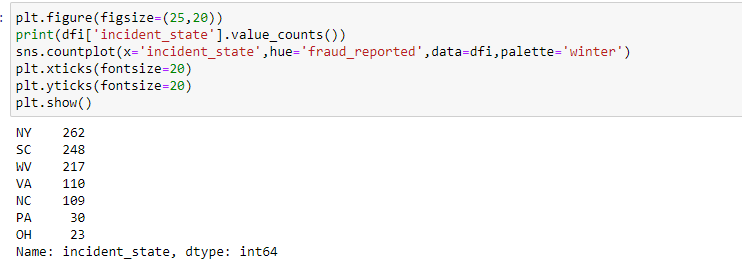 :
plt.figure(figsize=(25,20))
print(dfi['incident_state'].value_counts())
sns.countplot(x='incident_state',hue='fraud_reported',data=dfi,palette='winter')
plt.xticks(fontsize=20)
plt.yticks(fontsize=20)
plt.show()
NY    262
SC    248
WV    217
VA    110
NC    109
PA     30
OH     23
Name: incident_state, dtype: int64